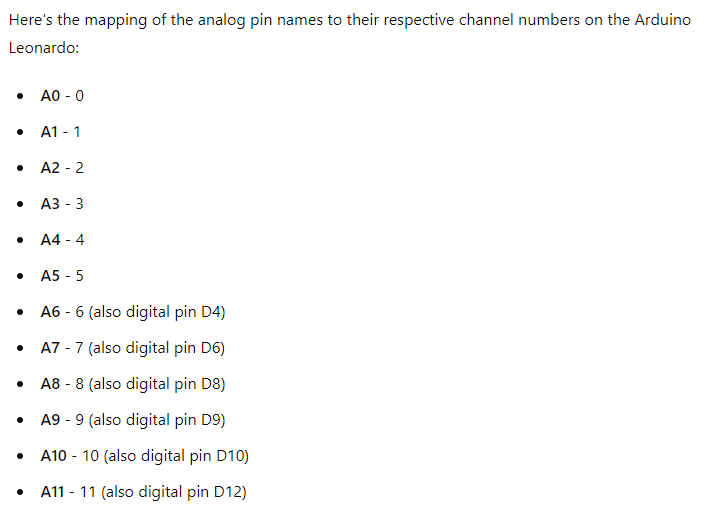 Here's the mapping of the analog pin names to their respective channel numbers on the Arduino
Leonardo:
• A0 - 0
• A1 - 1
• A2 - 2
• A3 - 3
• A4 - 4
• A5 - 5
• A6 - 6 (also digital pin D4)
• A7 - 7 (also digital pin D6)
• A8 - 8 (also digital pin D8)
• A9 - 9 (also digital pin D9)
• A10 - 10 (also digital pin D10)
• A11 - 11 (also digital pin D12)